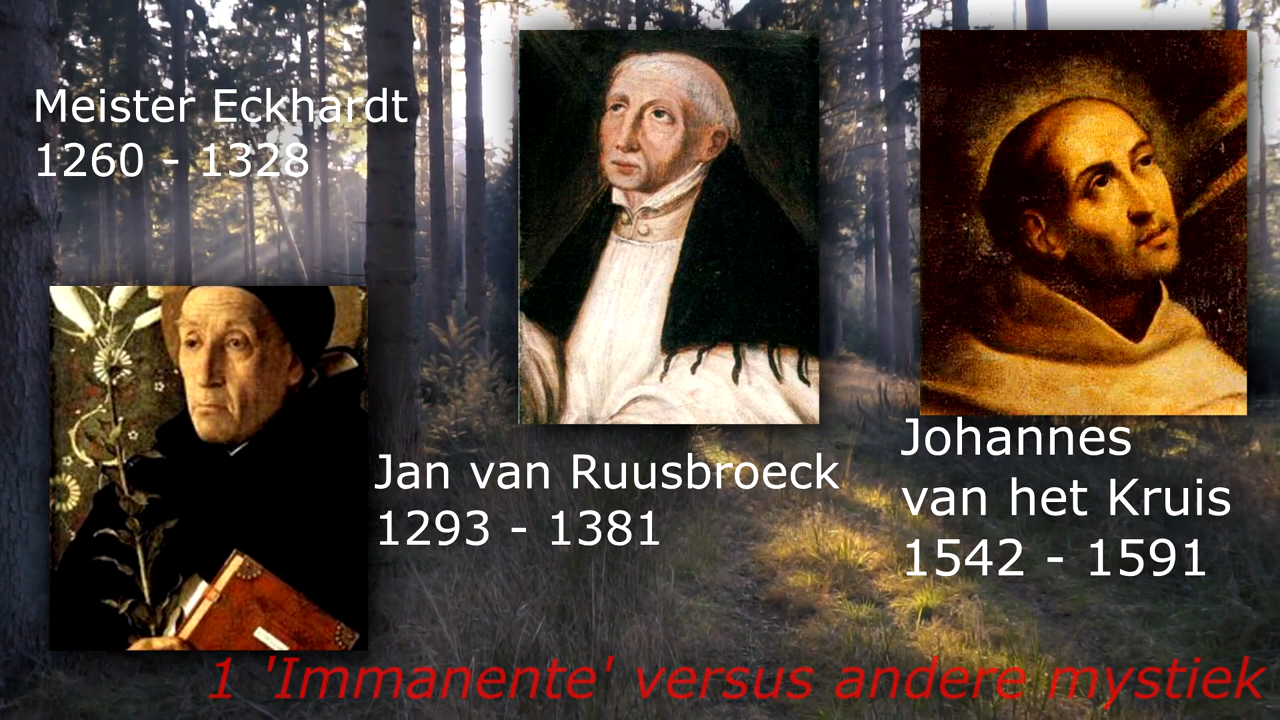 Meister Eckhardt
1260 - 1328
Jan van Ruusbroeck
1293 - 1381
Johannes
van het Kruis
1542 - 1591
1 'Immanente' versus andere mystiek